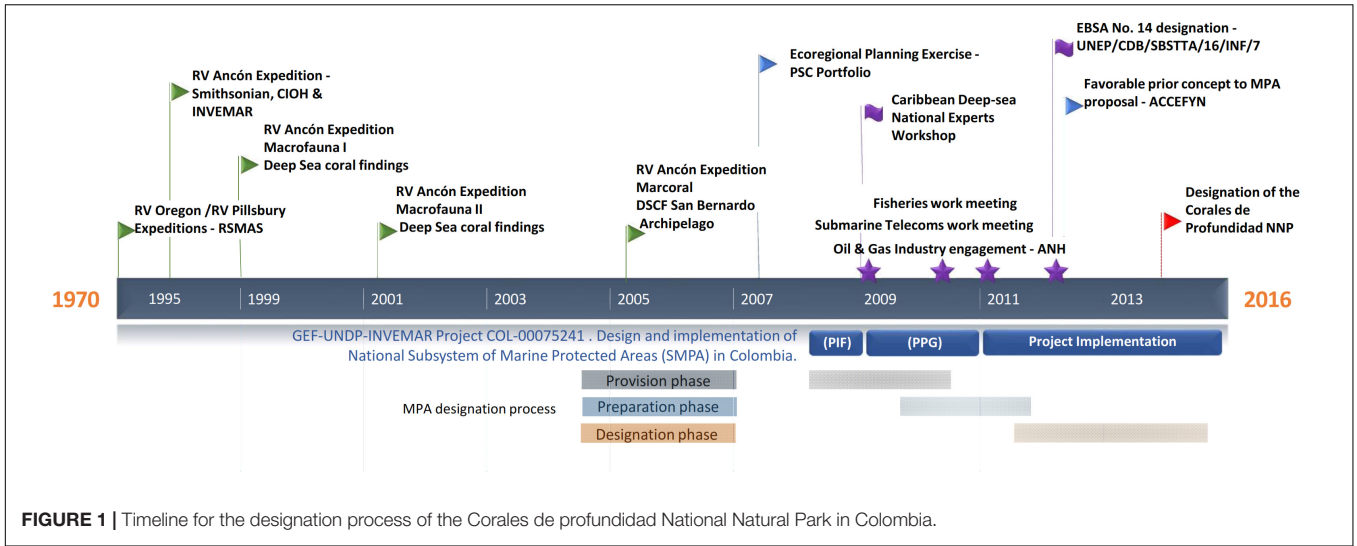 EBSA No. 14 designation -
UNEP/CDB/SBSTTA/16/INF/7
Ecoregional Planning Exercise -
PSC Portfolio
RV Ancón Expedition -
Smithsonian, CIOH &
INVEMAR
Favorable prior concept to MPA
proposal - ACCEFYN
Caribbean Deep-sea
National Experts
Workshop
RV Ancón Expedition
Macrofauna I
Deep Sea coral findings
RV Ancón Expedition
Marcoral
DSCF San Bernardo
Archipelago
RV Ancón Expedition
Macrofauna II
Deep Sea coral findings
Designation of the
Corales de
Profundidad NNP
RV Oregon /RV Pillsbury
Expeditions - RSMAS
Fisheries work meeting
Submarine Telecoms work meeting
Oil & Gas Industry engagement - ANH
1970 1995 1999 2001 2003 2005 2007 2009 2011 2013 2016
GEF-UNDP-INVEMAR Project COL-00075241 . Design and implementation of
National Subsystem of Marine Protected Areas (SMPA) in Colombia.
(PIF) (PPG) Project Implementation
Provision phase
MPA designation process Preparation phase
Designation phase
FIGURE 1 | Timeline for the designation process of the Corales de profundidad National Natural Park in Colombia.